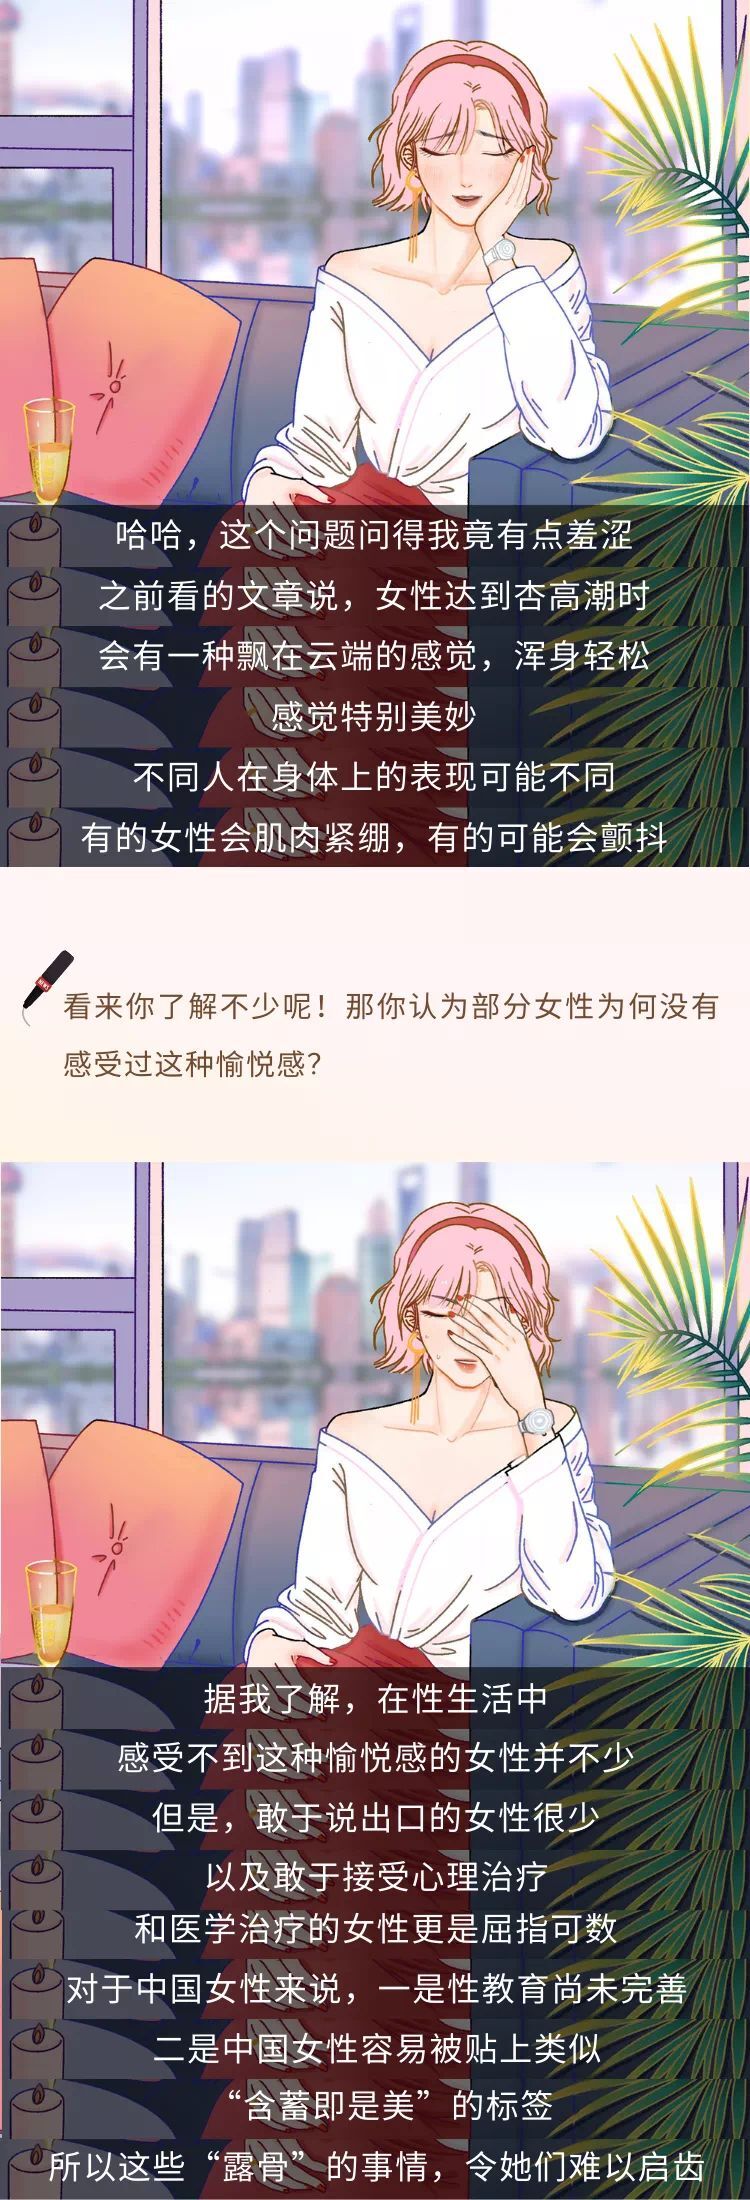 哈哈，这个问题问得我竟有点羞涩
之前看的文章说，女性达到杏高潮时
会有一种飘在云端的感觉，浑身轻松
感觉特别美妙
不同人在身体上的表现可能不同
有的女性会肌肉紧绷，有的可能会颤抖
NEWS
看来你了解不少呢！那你认为部分女性为何没有
感受过这种愉悦感？
据我了解，在性生活中
感受不到这种愉悦感的女性并不少
但是，敢于说出口的女性很少
以及敢于接受心理治疗
和医学治疗的女性更是屈指可数
对于中国女性来说，一是性教育尚未完善
二是中国女性容易被贴上类似
“含蓄即是美”的标签
所以这些“露骨”的事情，令她们难以启齿